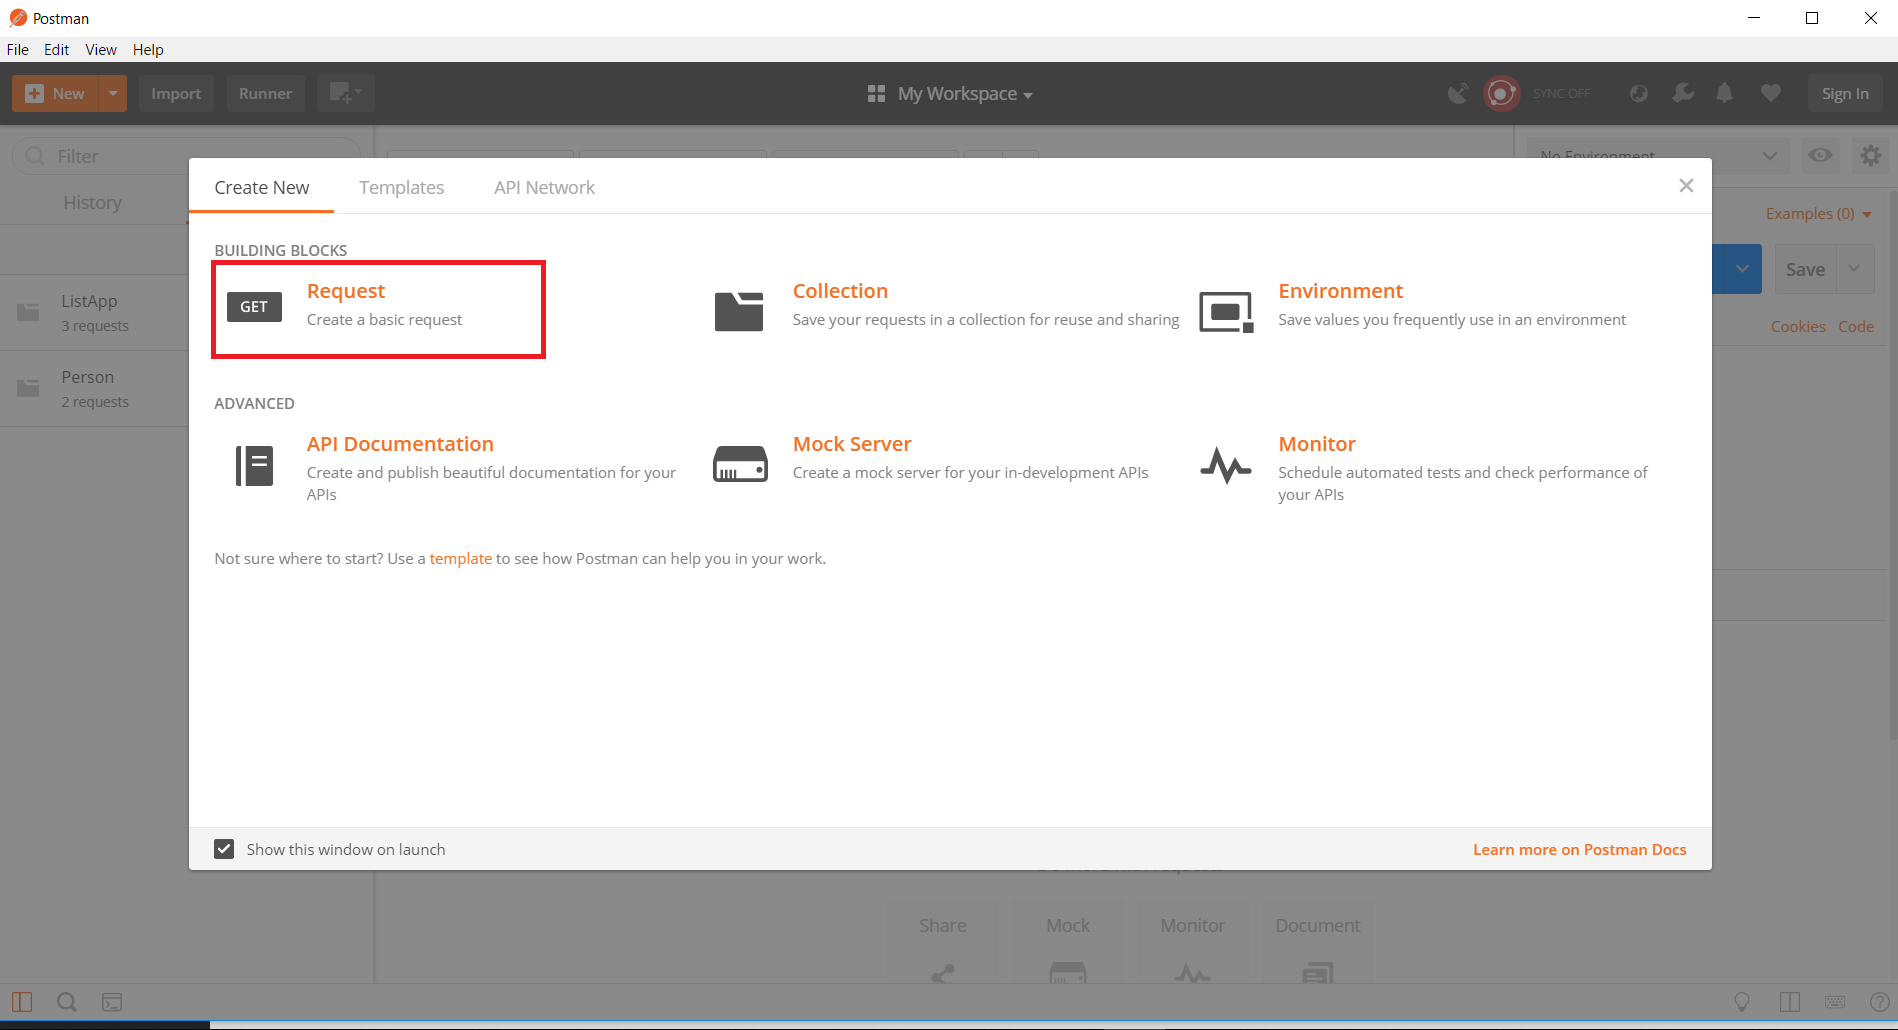 Postman
File Edit View Help
New Import Runner My Workspace SYNC OFF Sign In
Filter
No Environment
History
Examples (0)
Save
ListApp
3 requests
Cookies Code
Person
2 requests
Create New Templates API Network
BUILDING BLOCKS
GET
Request
Create a basic request
Collection
Save your requests in a collection for reuse and sharing
Environment
Save values you frequently use in an environment
ADVANCED
API Documentation
Create and publish beautiful documentation for your
APIs
Mock Server
Create a mock server for your in-development APIs
Monitor
Schedule automated tests and check performance of
your APIs
Not sure where to start? Use a template to see how Postman can help you in your work.
Show this window on launch
Learn more on Postman Docs
Share Mock Monitor Document